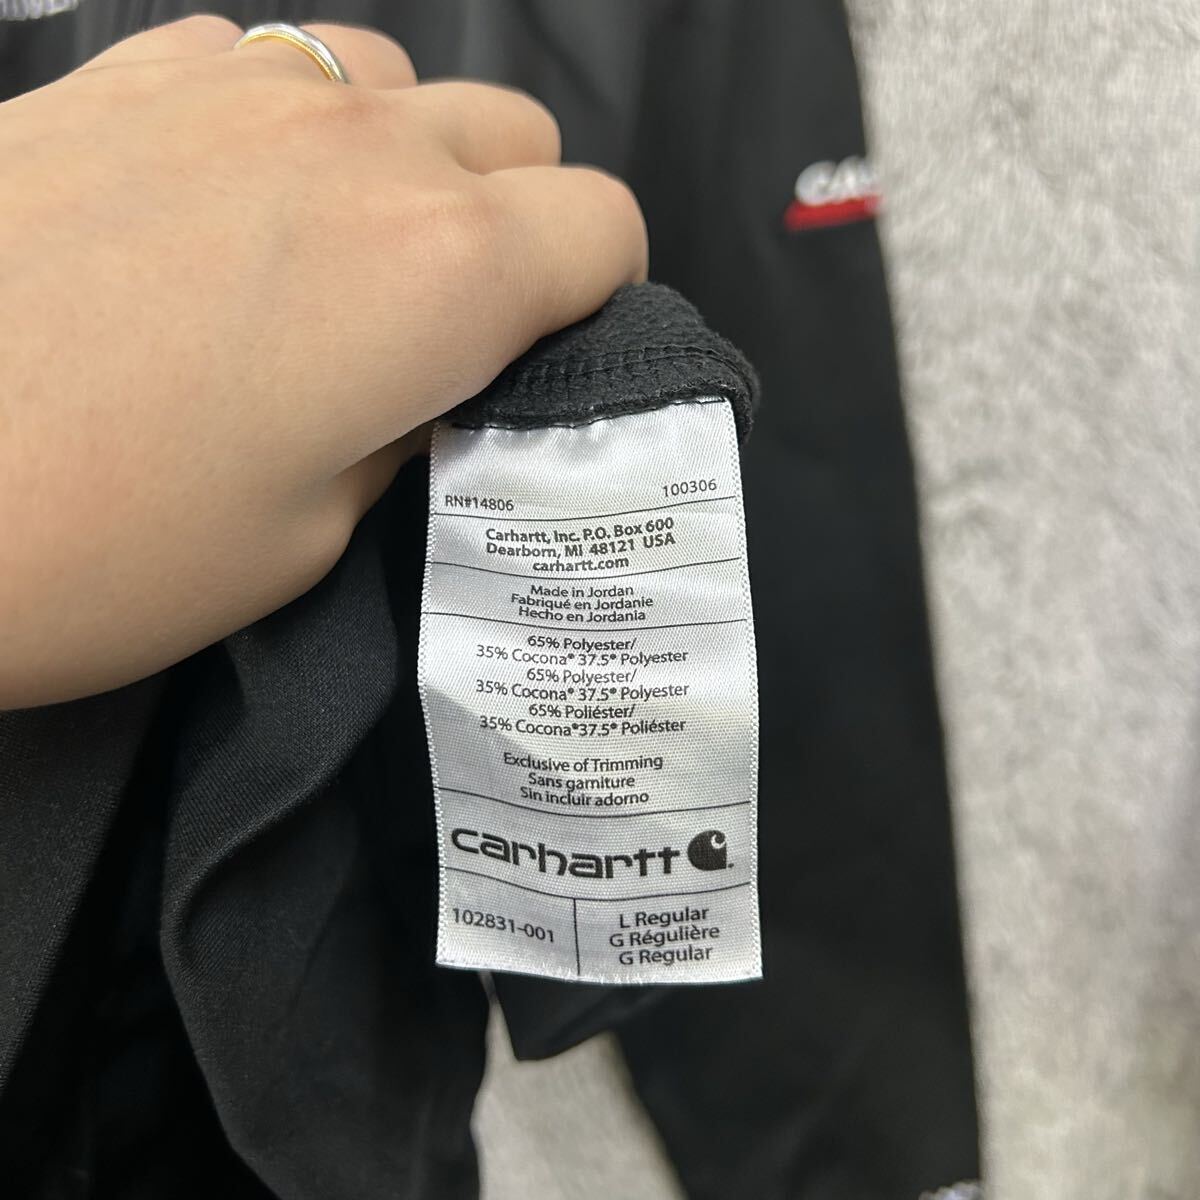 RN#14806 100306
Carhartt, Inc. P.O. Box 600
Dearborn, MI 48121 USA
carhartt.com
Made in Jordan
Fabriqué en Jordanie
Hecho en Jordania
65% Polyester/
35% Cocona® 37.5® Polyester
65% Polyester/
35% Cocona® 37.5® Polyester
65% Poliéster/
35% Cocona®37.5® Poliéster
Exclusive of Trimming
Sans garniture
Sin incluir adorno
carhartt
102831-001
L Regular
G Régulière
G Regular